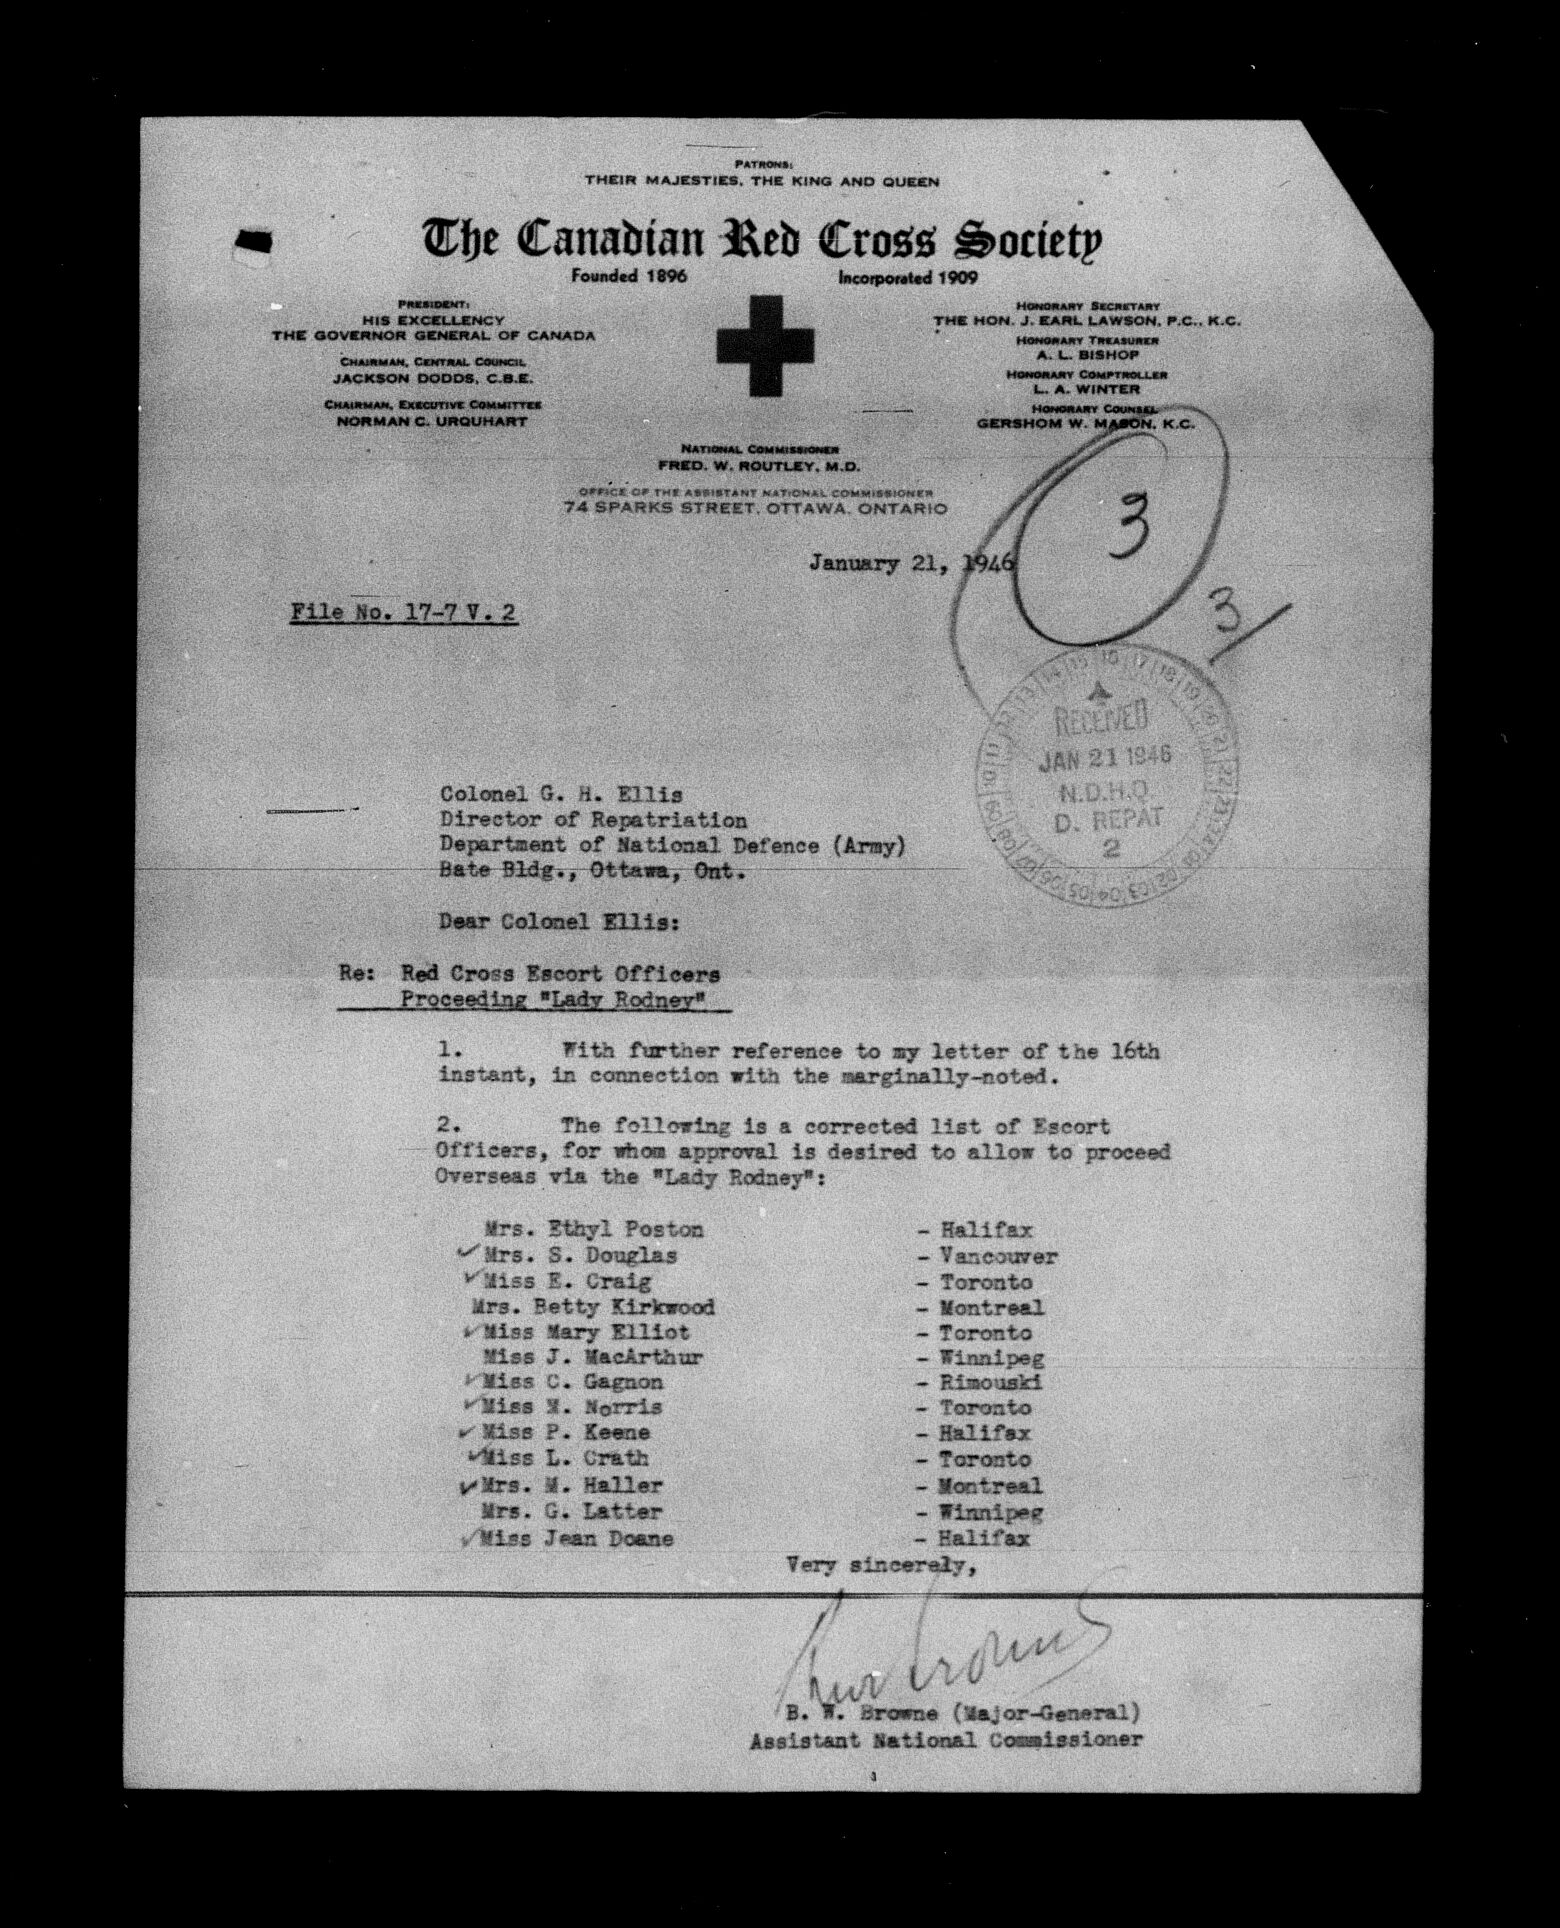 PATRONS:
THEIR MAJESTIES, THE KING AND QUEEN
The Canadian Red Cross Society
Founded 1896 Incorporated 1909
PRESIDENT:
HIS EXCELLENCY
THE GOVERNOR GENERAL OF CANADA
CHAIRMAN, CENTRAL COUNCIL
JACKSON DODDS, C.B.E.
CHAIRMAN, EXECUTIVE COMMITTEE
NORMAN C. URQUHART
HONORARY SECRETARY
THE HON. J. EARL LAWSON, P.C., K.C.
HONORARY TREASURER
A. L. BISHOP
HONORARY COMPTROLLER
L. A. WINTER
HONORARY COUNSEL
GERSHOM W. MASON, K.C.
NATIONAL COMMISSIONER
FRED. W. ROUTLEY, M.D.
OFFICE OF THE ASSISTANT NATIONAL COMMISSIONER
74 SPARKS STREET, OTTAWA, ONTARIO
3
January 21, 1946
3/
File No. 17-7 V. 2
RECEIVED
JAN 21 1946
N.D.H.Q
D. REPAT
2
Colonel G. H. Ellis
Director of Repatriation
Department of National Defence (Army)
Bate Bldg., Ottawa, Ont.
Dear Colonel Ellis:
Re: Red Cross Escort Officers
Proceeding "Lady Rodney"
1. With further reference to my letter of the 16th
instant, in connection with the marginally-noted.
2. The following is a corrected list of Escort
Officers, for whom approval is desired to allow to proceed
Overseas via the "Lady Rodney":
Mrs. Ethyl Poston - Halifax
✓Mrs. S. Douglas - Vancouver
✓Miss E. Craig - Toronto
Mrs. Betty Kirkwood - Montreal
✓Miss Mary Elliot - Toronto
Miss J. MacArthur - Winnipeg
✓Miss C. Gagnon - Rimouski
✓Miss M. Norris - Toronto
✓Miss P. Keene - Halifax
✓Miss L. Crath - Toronto
✓Mrs. M. Haller - Montreal
Mrs. G. Latter - Winnipeg
✓Miss Jean Doane - Halifax
Very sincerely,
B. W. Browne (Major-General)
Assistant National Commissioner